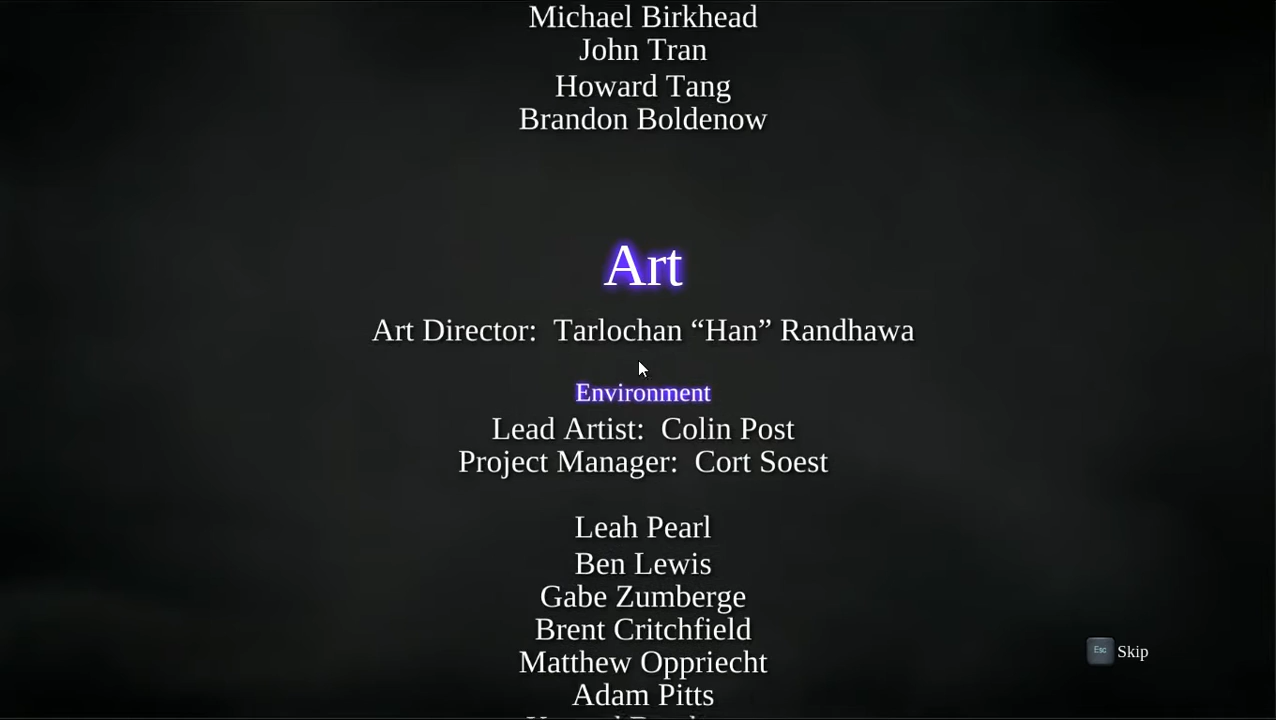 Michael Birkhead
John Tran
Howard Tang
Brandon Boldenow
Art
Art Director:  Tarlochan “Han” Randhawa
Environment
Lead Artist:  Colin Post
Project Manager:  Cort Soest
Leah Pearl
Ben Lewis
Gabe Zumberge
Brent Critchfield
Matthew Oppriecht
Adam Pitts
Esc Skip